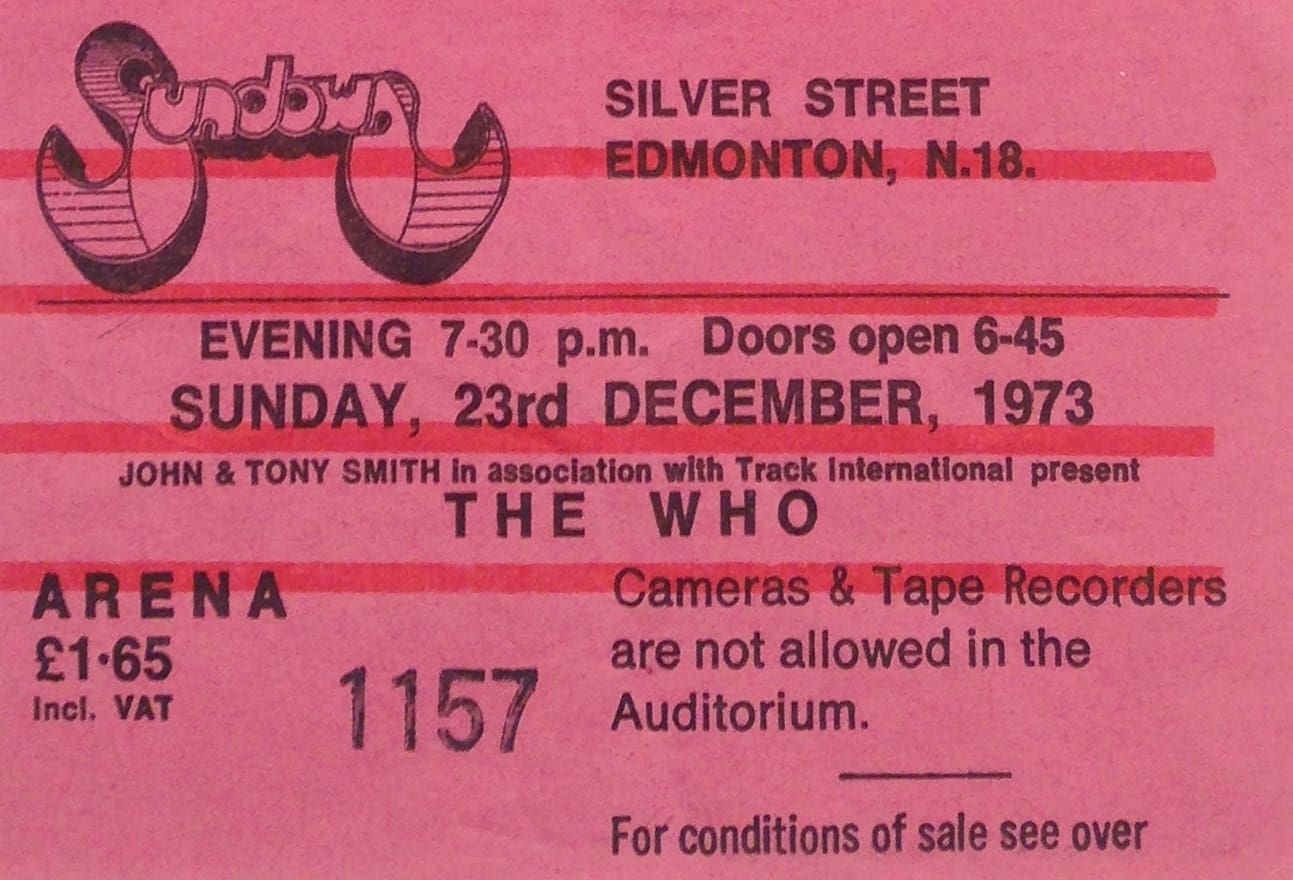 Sundown
SILVER STREET
EDMONTON, N.18.
EVENING 7-30 p.m. Doors open 6-45
SUNDAY, 23rd DECEMBER, 1973
JOHN & TONY SMITH in association with Track International present
THE WHO
ARENA
£1·65
Incl. VAT
1157
Cameras & Tape Recorders
are not allowed in the
Auditorium.
For conditions of sale see over